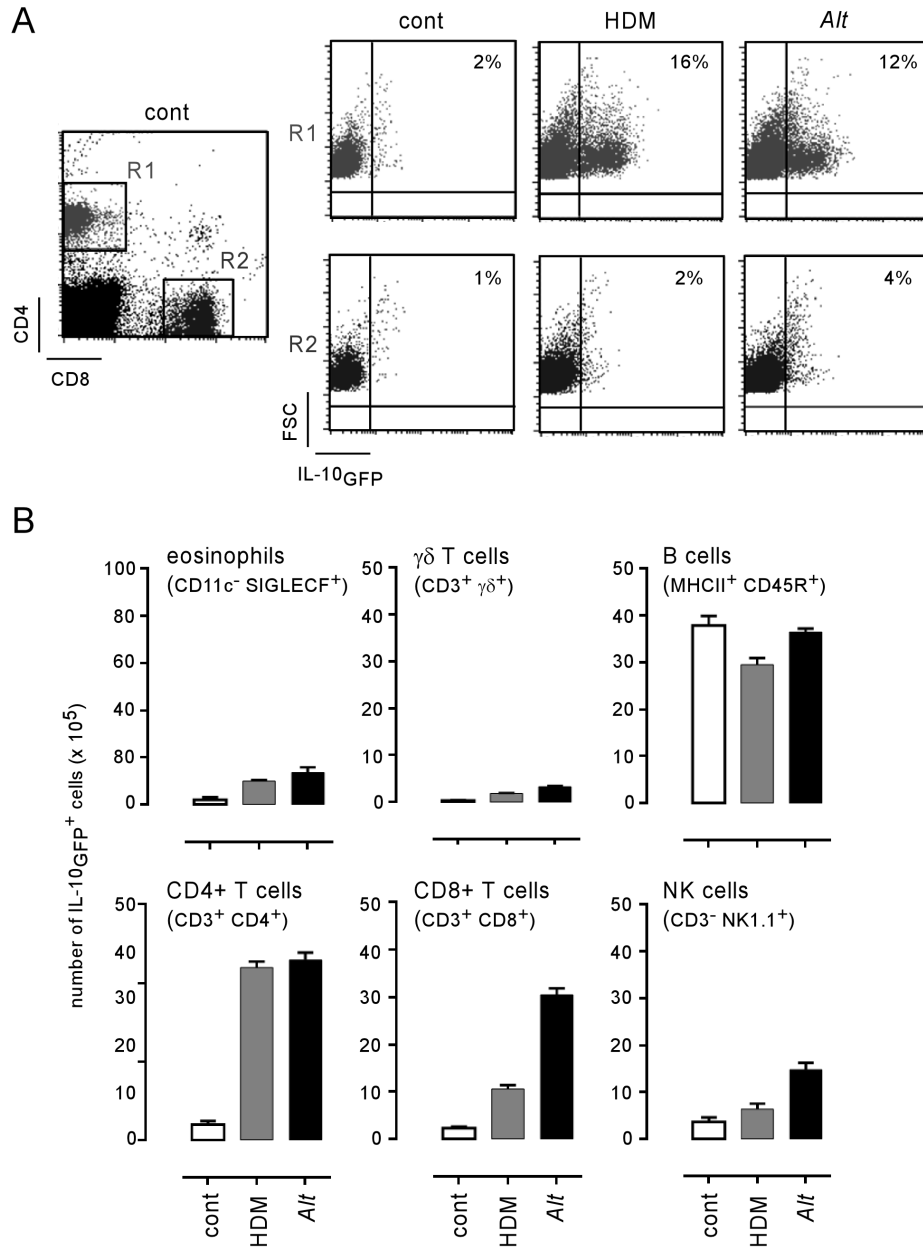 A
cont HDM Alt
cont
R1
R2
CD4
CD8
R1
2% 16% 12%
R2
1% 2% 4%
FSC
IL-10GFP
B
number of IL-10GFP+ cells (x 10⁵)
eosinophils
(CD11c- SIGLECF+)
100
80
60
40
80
0
γδ T cells
(CD3+ γδ+)
50
40
30
20
10
0
B cells
(MHCII+ CD45R+)
50
40
30
20
10
0
CD4+ T cells
(CD3+ CD4+)
50
40
30
20
10
0
CD8+ T cells
(CD3+ CD8+)
50
40
30
20
10
0
NK cells
(CD3- NK1.1+)
50
40
30
20
10
0
cont HDM Alt
cont HDM Alt
cont HDM Alt